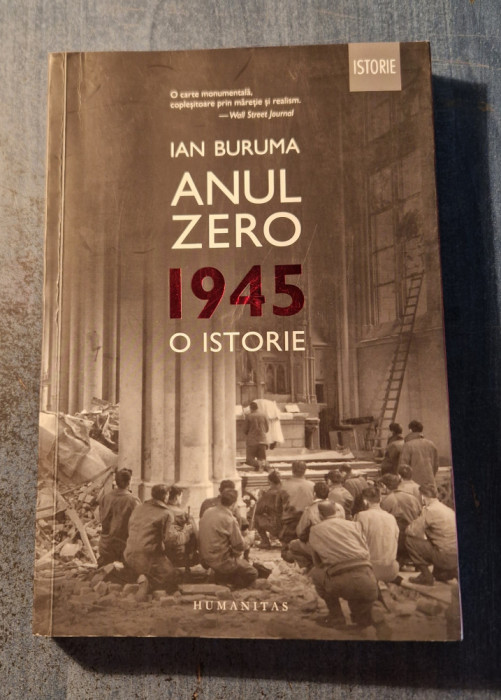 ISTORIE
O carte monumentală,
copleșitoare prin măreție și realism.
— Wall Street Journal
IAN BURUMA
ANUL
ZERO
1945
O ISTORIE
HUMANITAS